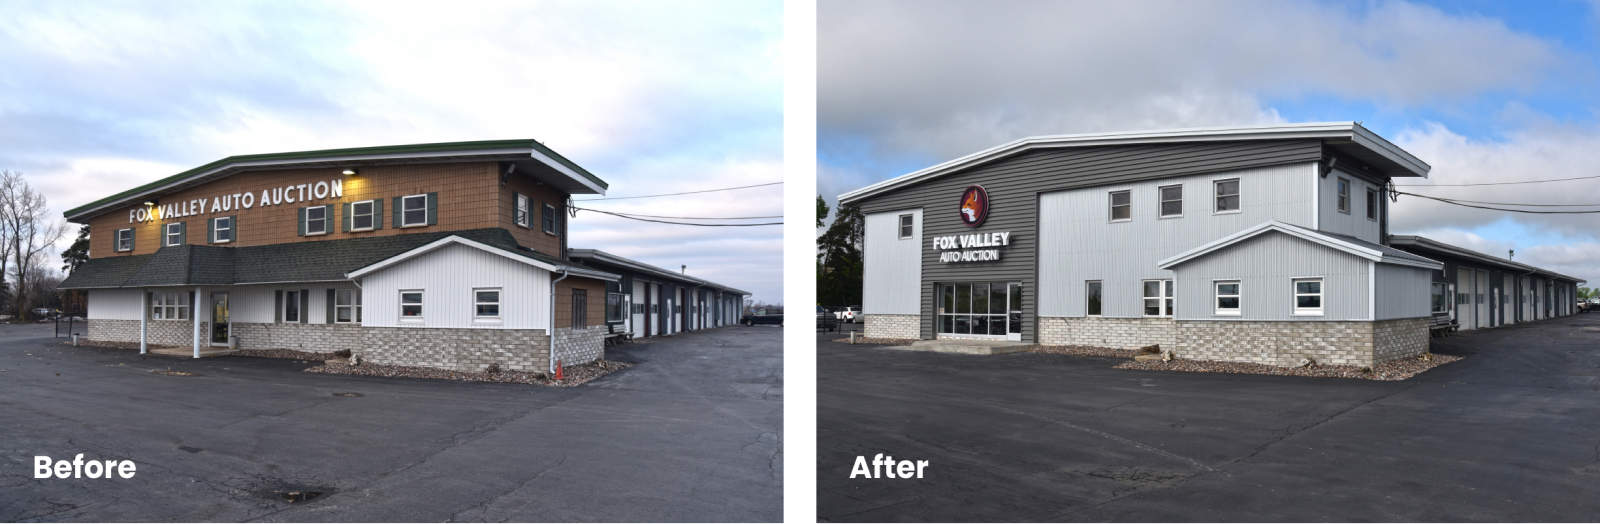 FOX VALLEY AUTO AUCTION
Before
FOX VALLEY
AUTO AUCTION
After